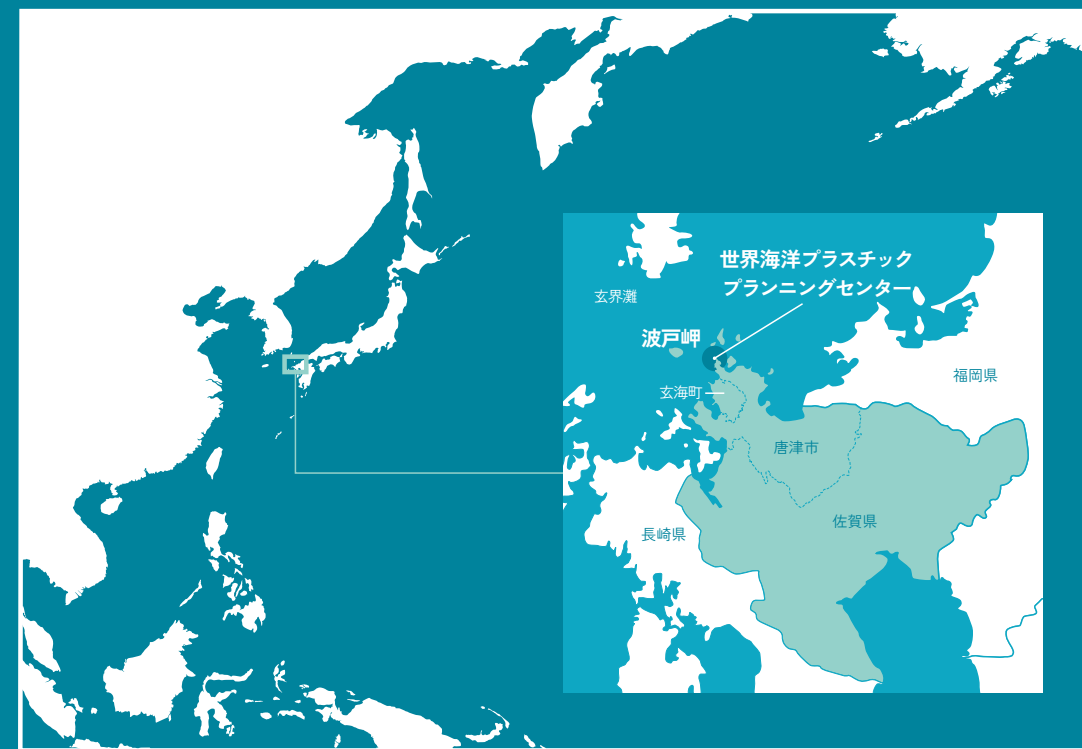 世界海洋プラスチック
プランニングセンター
玄界灘
波戸岬
福岡県
玄海町
唐津市
佐賀県
長崎県